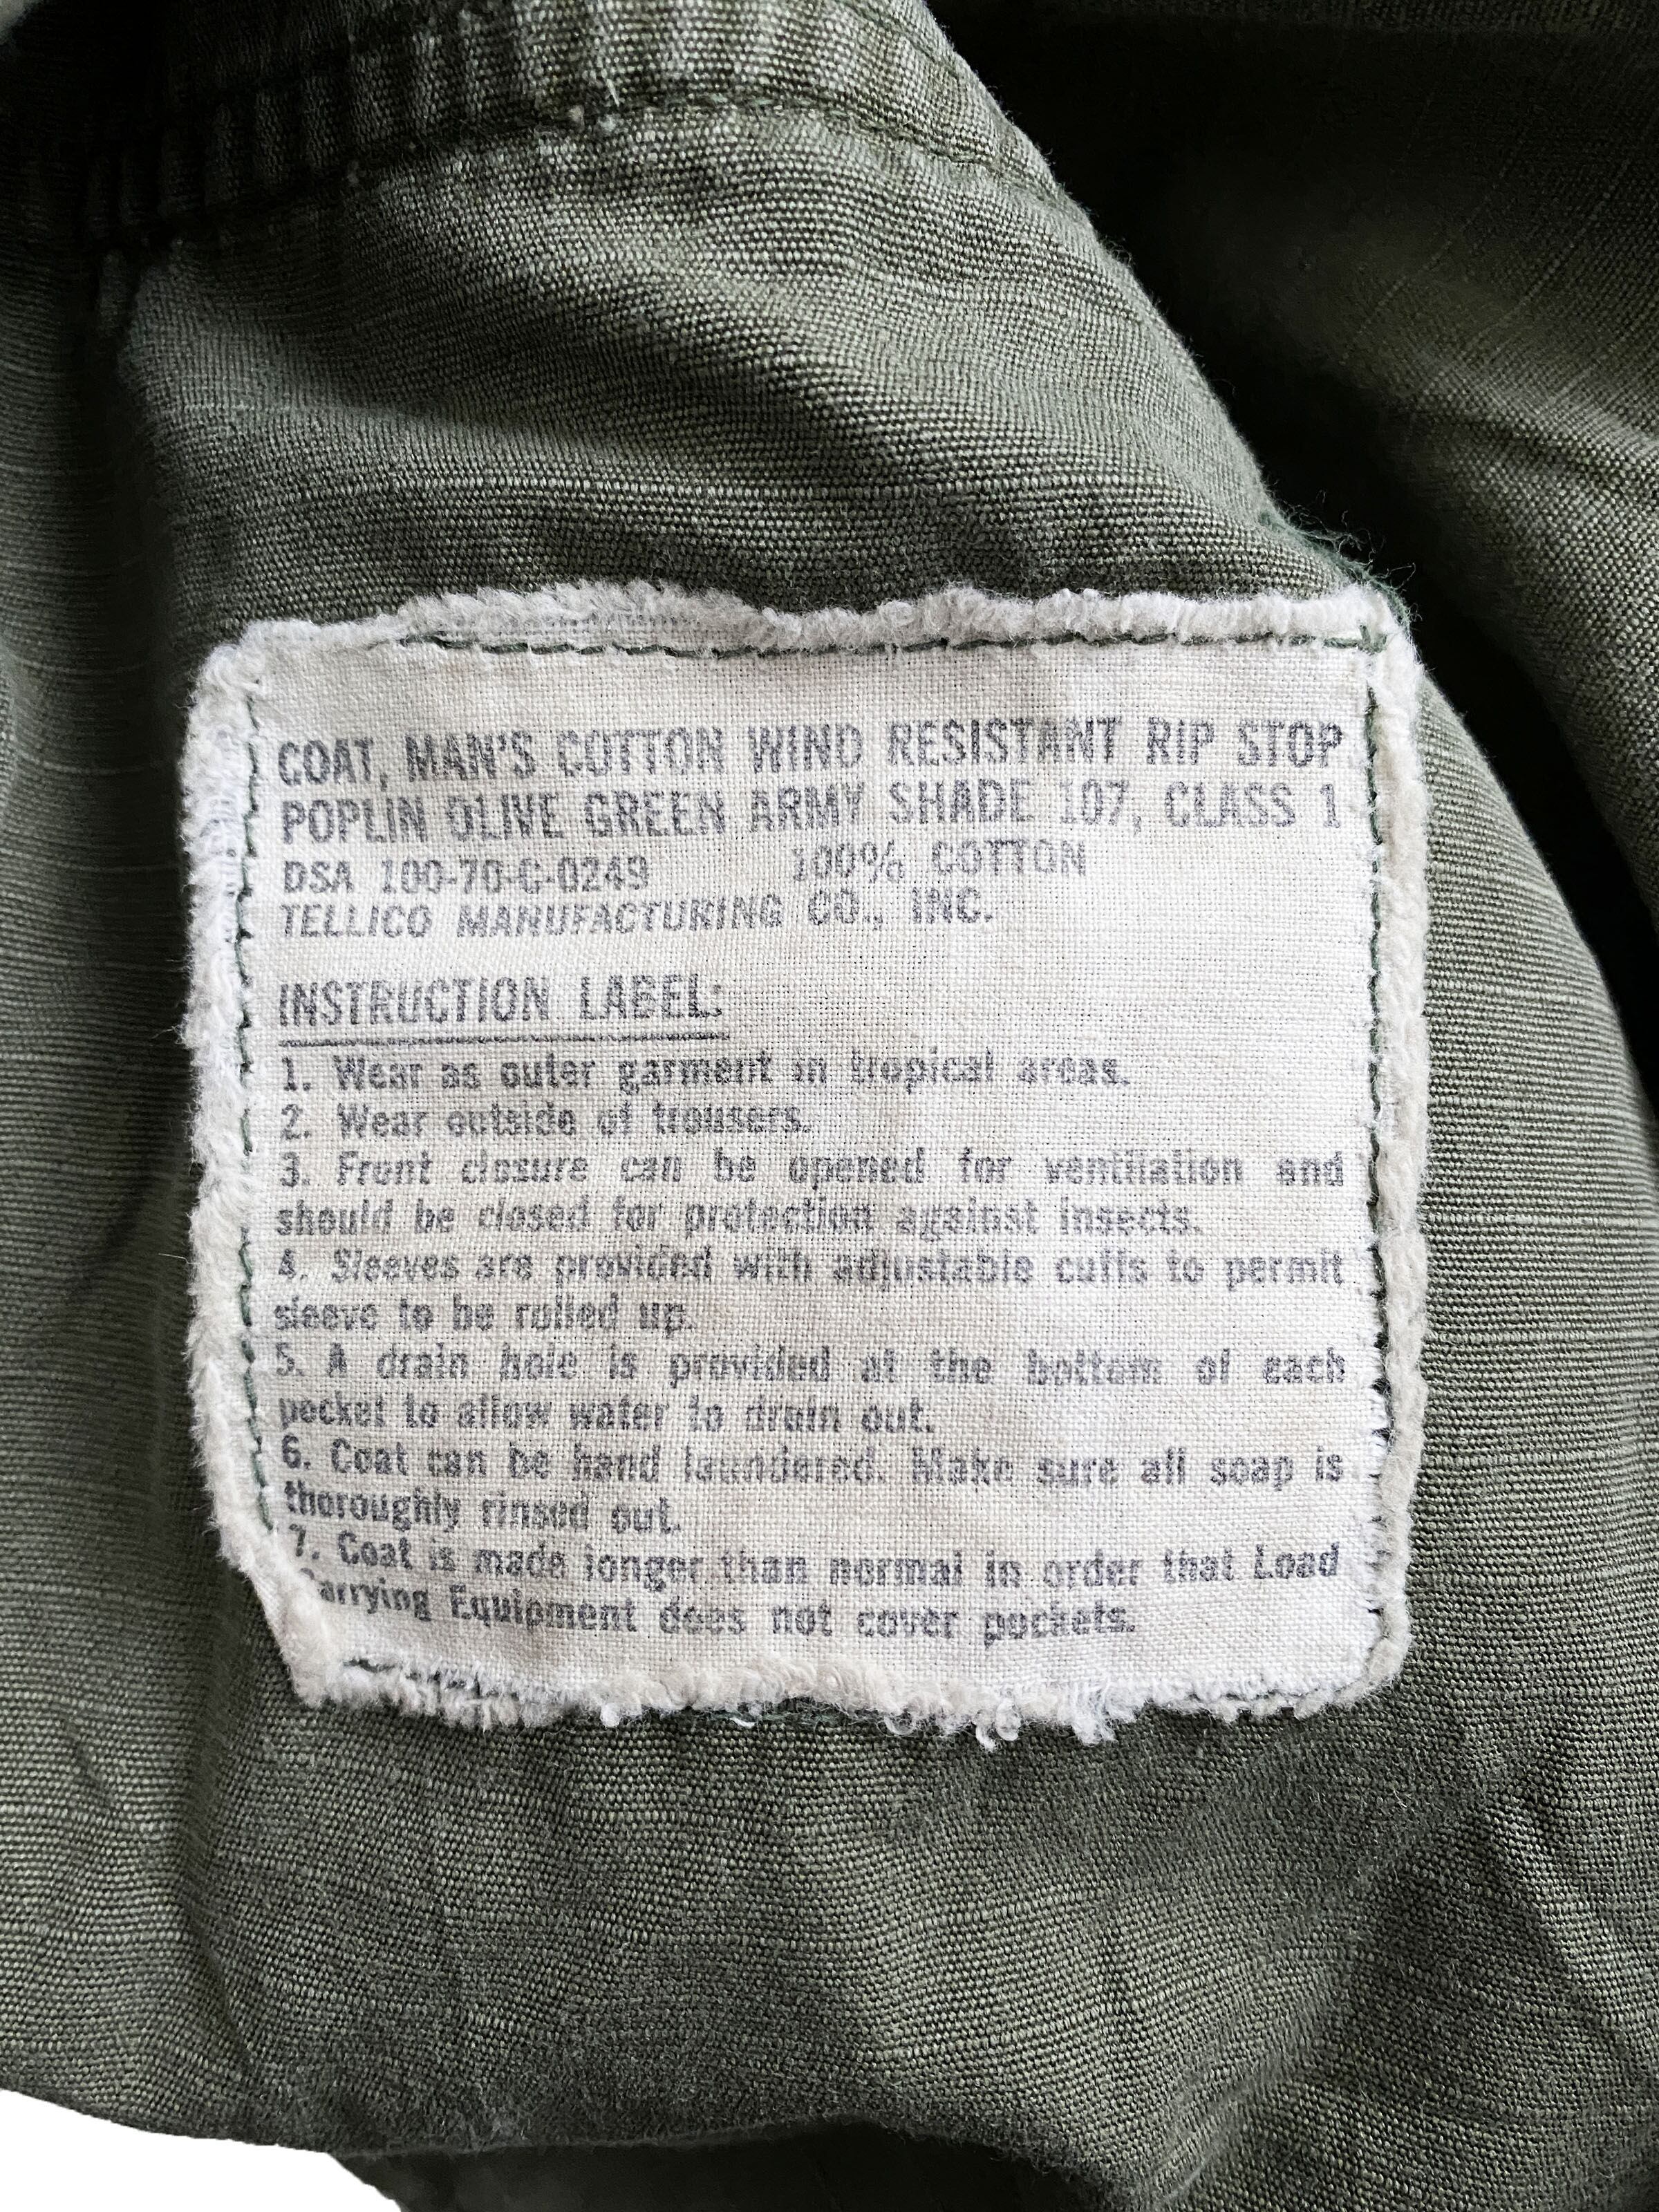 COAT, MAN'S COTTON WIND RESISTANT RIP STOP
POPLIN OLIVE GREEN ARMY SHADE 107, CLASS 1
DSA 100-70-C-0249 100% COTTON
TELLICO MANUFACTURING CO., INC.
INSTRUCTION LABEL:
1. Wear as outer garment in tropical areas.
2. Wear outside of trousers.
3. Front closure can be opened for ventilation and
should be closed for protection against insects.
4. Sleeves are provided with adjustable cuffs to permit
sleeve to be rolled up.
5. A drain hole is provided at the bottom of each
pocket to allow water to drain out.
6. Coat can be hand laundered. Make sure all soap is
thoroughly rinsed out.
7. Coat is made longer than normal in order that Load
Carrying Equipment does not cover pockets.